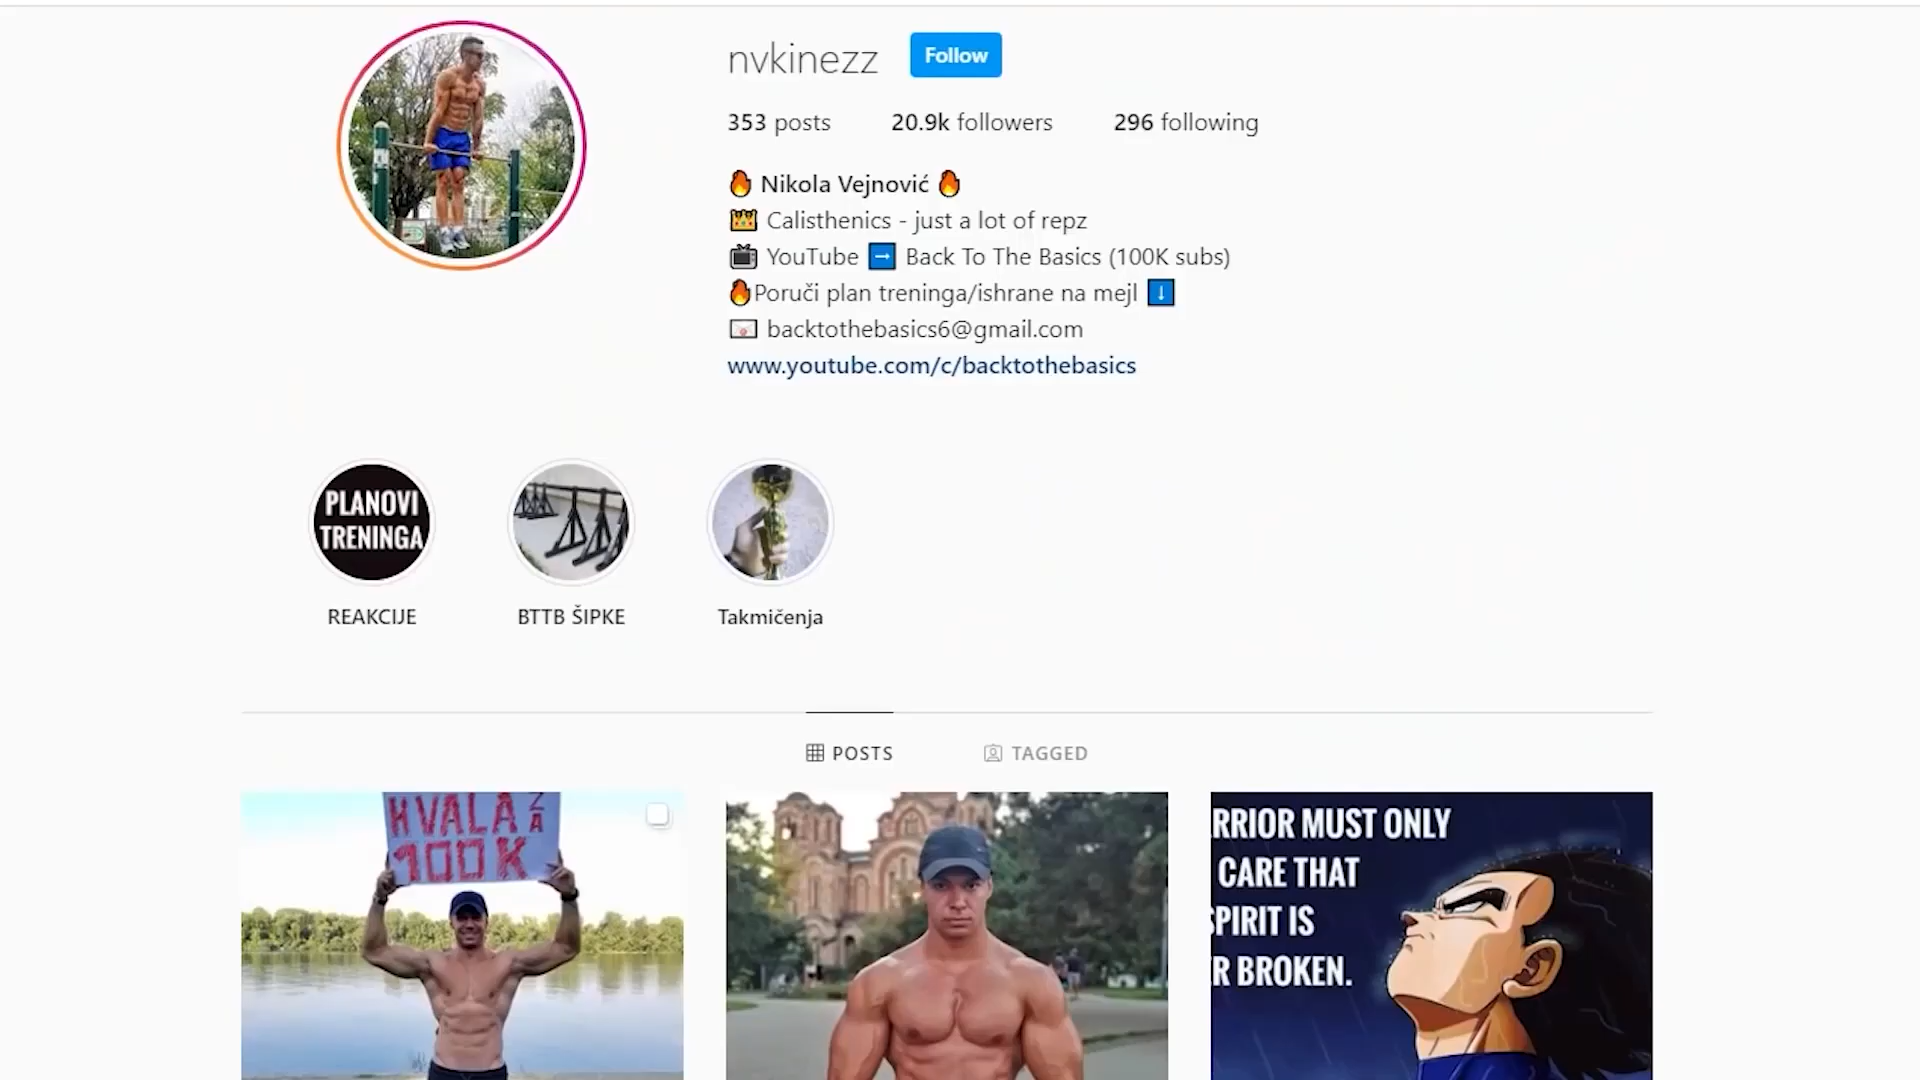 nvkinezz Follow
353 posts 20.9k followers 296 following
🔥 Nikola Vejnović 🔥
👑 Calisthenics - just a lot of repz
📺 YouTube ➡️ Back To The Basics (100K subs)
🔥Poruči plan treninga/ishrane na mejl ⬇️
💌 backtothebasics6@gmail.com
www.youtube.com/c/backtothebasics
PLANOVI
TRENINGA
REAKCIJE BTTB ŠIPKE Takmičenja
POSTS TAGGED
HVALA ZA
100K
RRIOR MUST ONLY
CARE THAT
SPIRIT IS
R BROKEN.